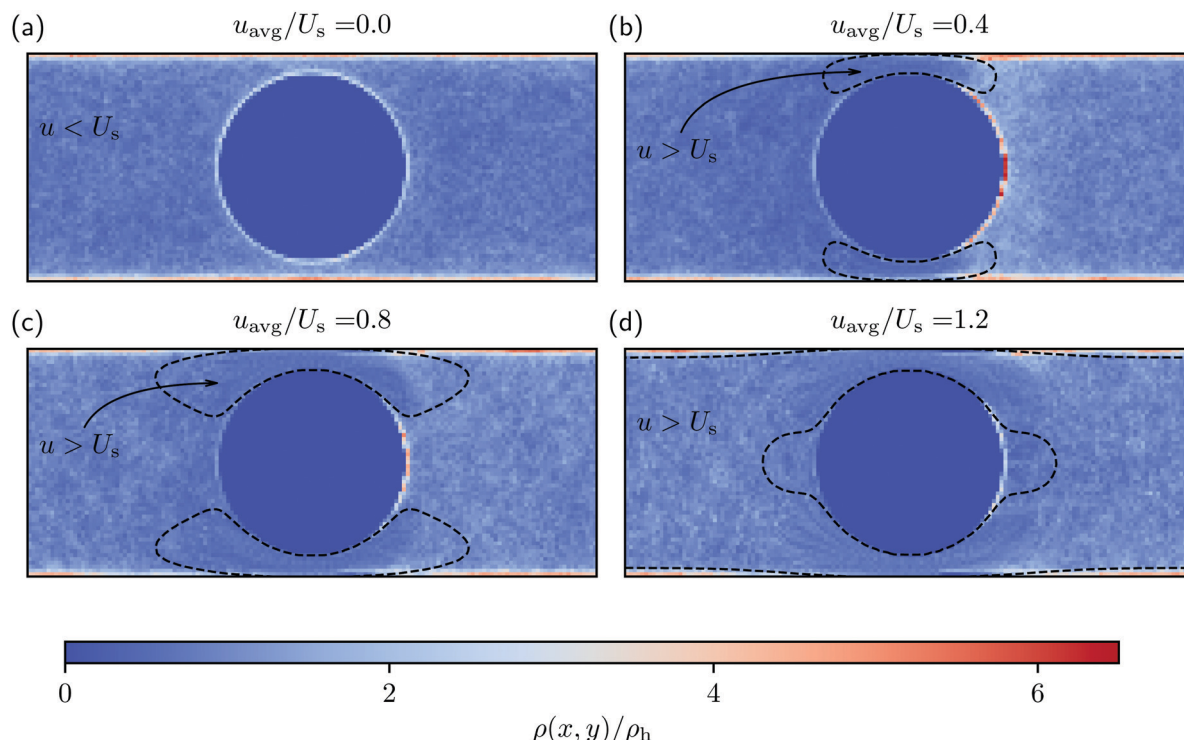 (a) u_avg/U_s =0.0
u < U_s
(b) u_avg/U_s =0.4
u > U_s
(c) u_avg/U_s =0.8
u > U_s
(d) u_avg/U_s =1.2
u > U_s
0 2 4 6
ρ(x, y)/ρ_h